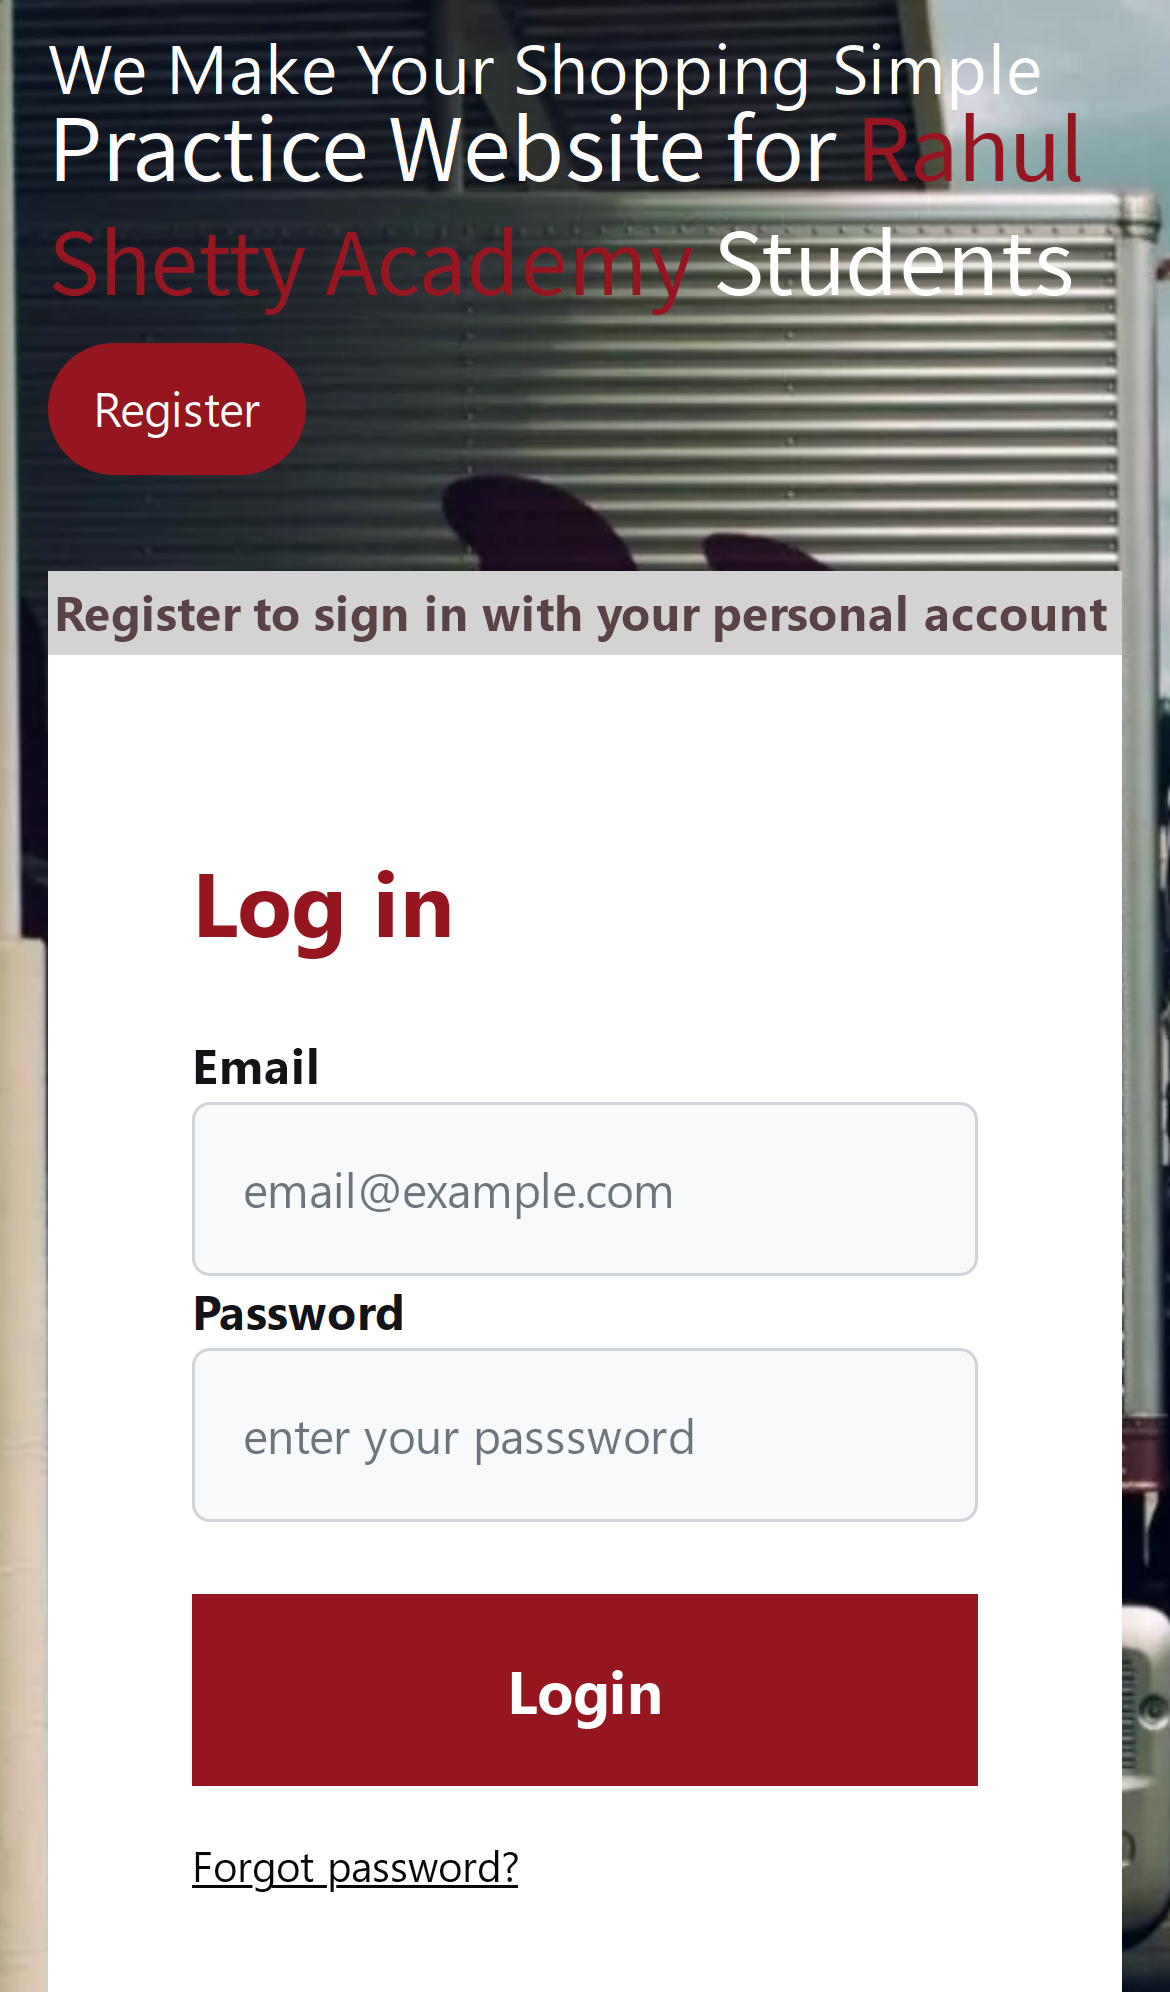 We Make Your Shopping Simple
Practice Website for Rahul
Shetty Academy Students
Register
Register to sign in with your personal account
Log in
Email
email@example.com
Password
enter your passsword
Login
Forgot password?